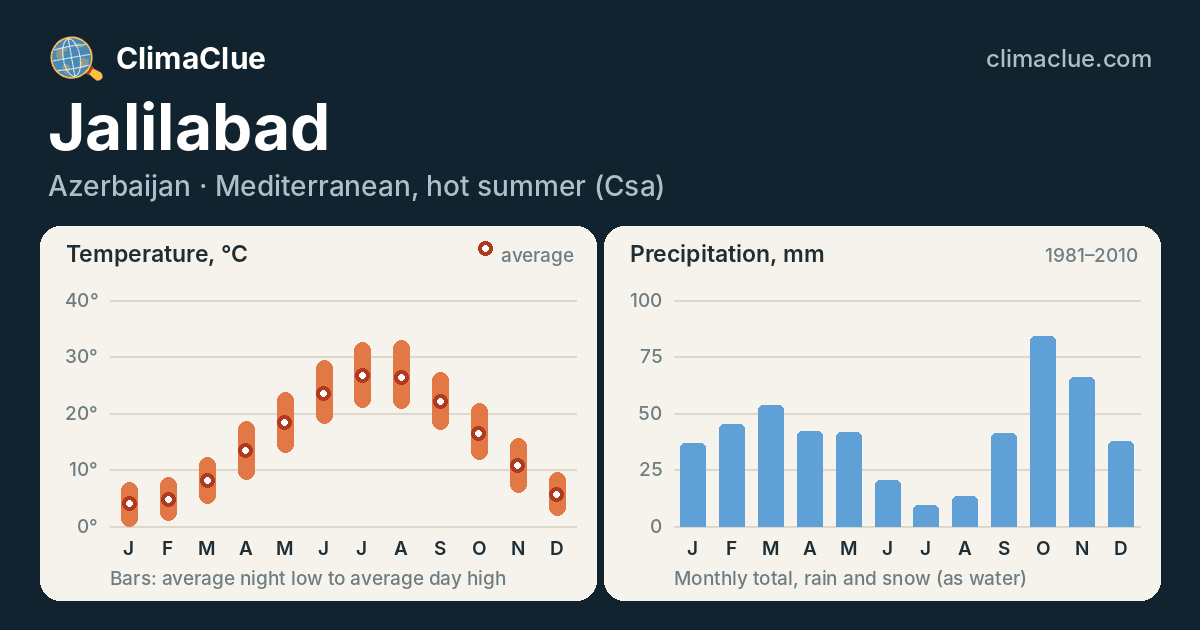 ClimaClue
climaclue.com
Jalilabad
Azerbaijan · Mediterranean, hot summer (Csa)
Temperature, °C
average
40°
30°
20°
10°
0°
J F M A M J J A S O N D
Bars: average night low to average day high
Precipitation, mm
1981–2010
100
75
50
25
0
J F M A M J J A S O N D
Monthly total, rain and snow (as water)